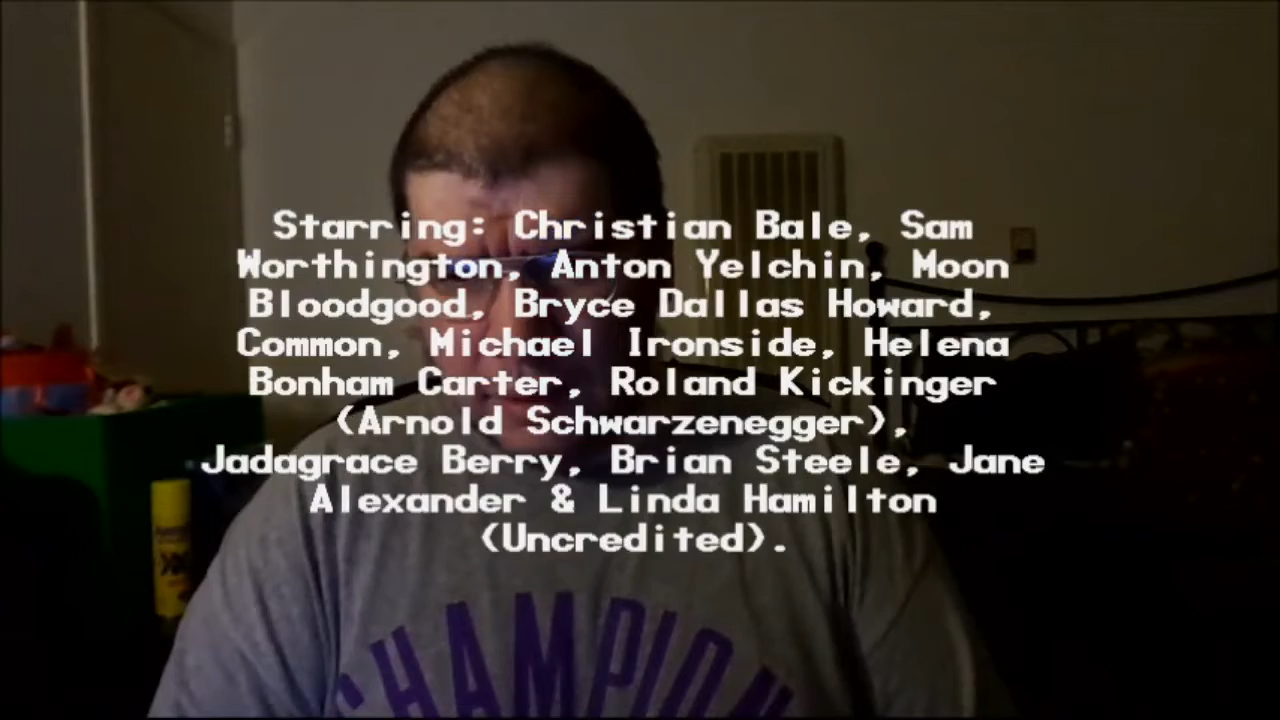 Starring: Christian Bale, Sam
Worthington, Anton Yelchin, Moon
Bloodgood, Bryce Dallas Howard,
Common, Michael Ironside, Helena
Bonham Carter, Roland Kickinger
(Arnold Schwarzenegger),
Jadagrace Berry, Brian Steele, Jane
Alexander & Linda Hamilton
(Uncredited).
CHAMPION